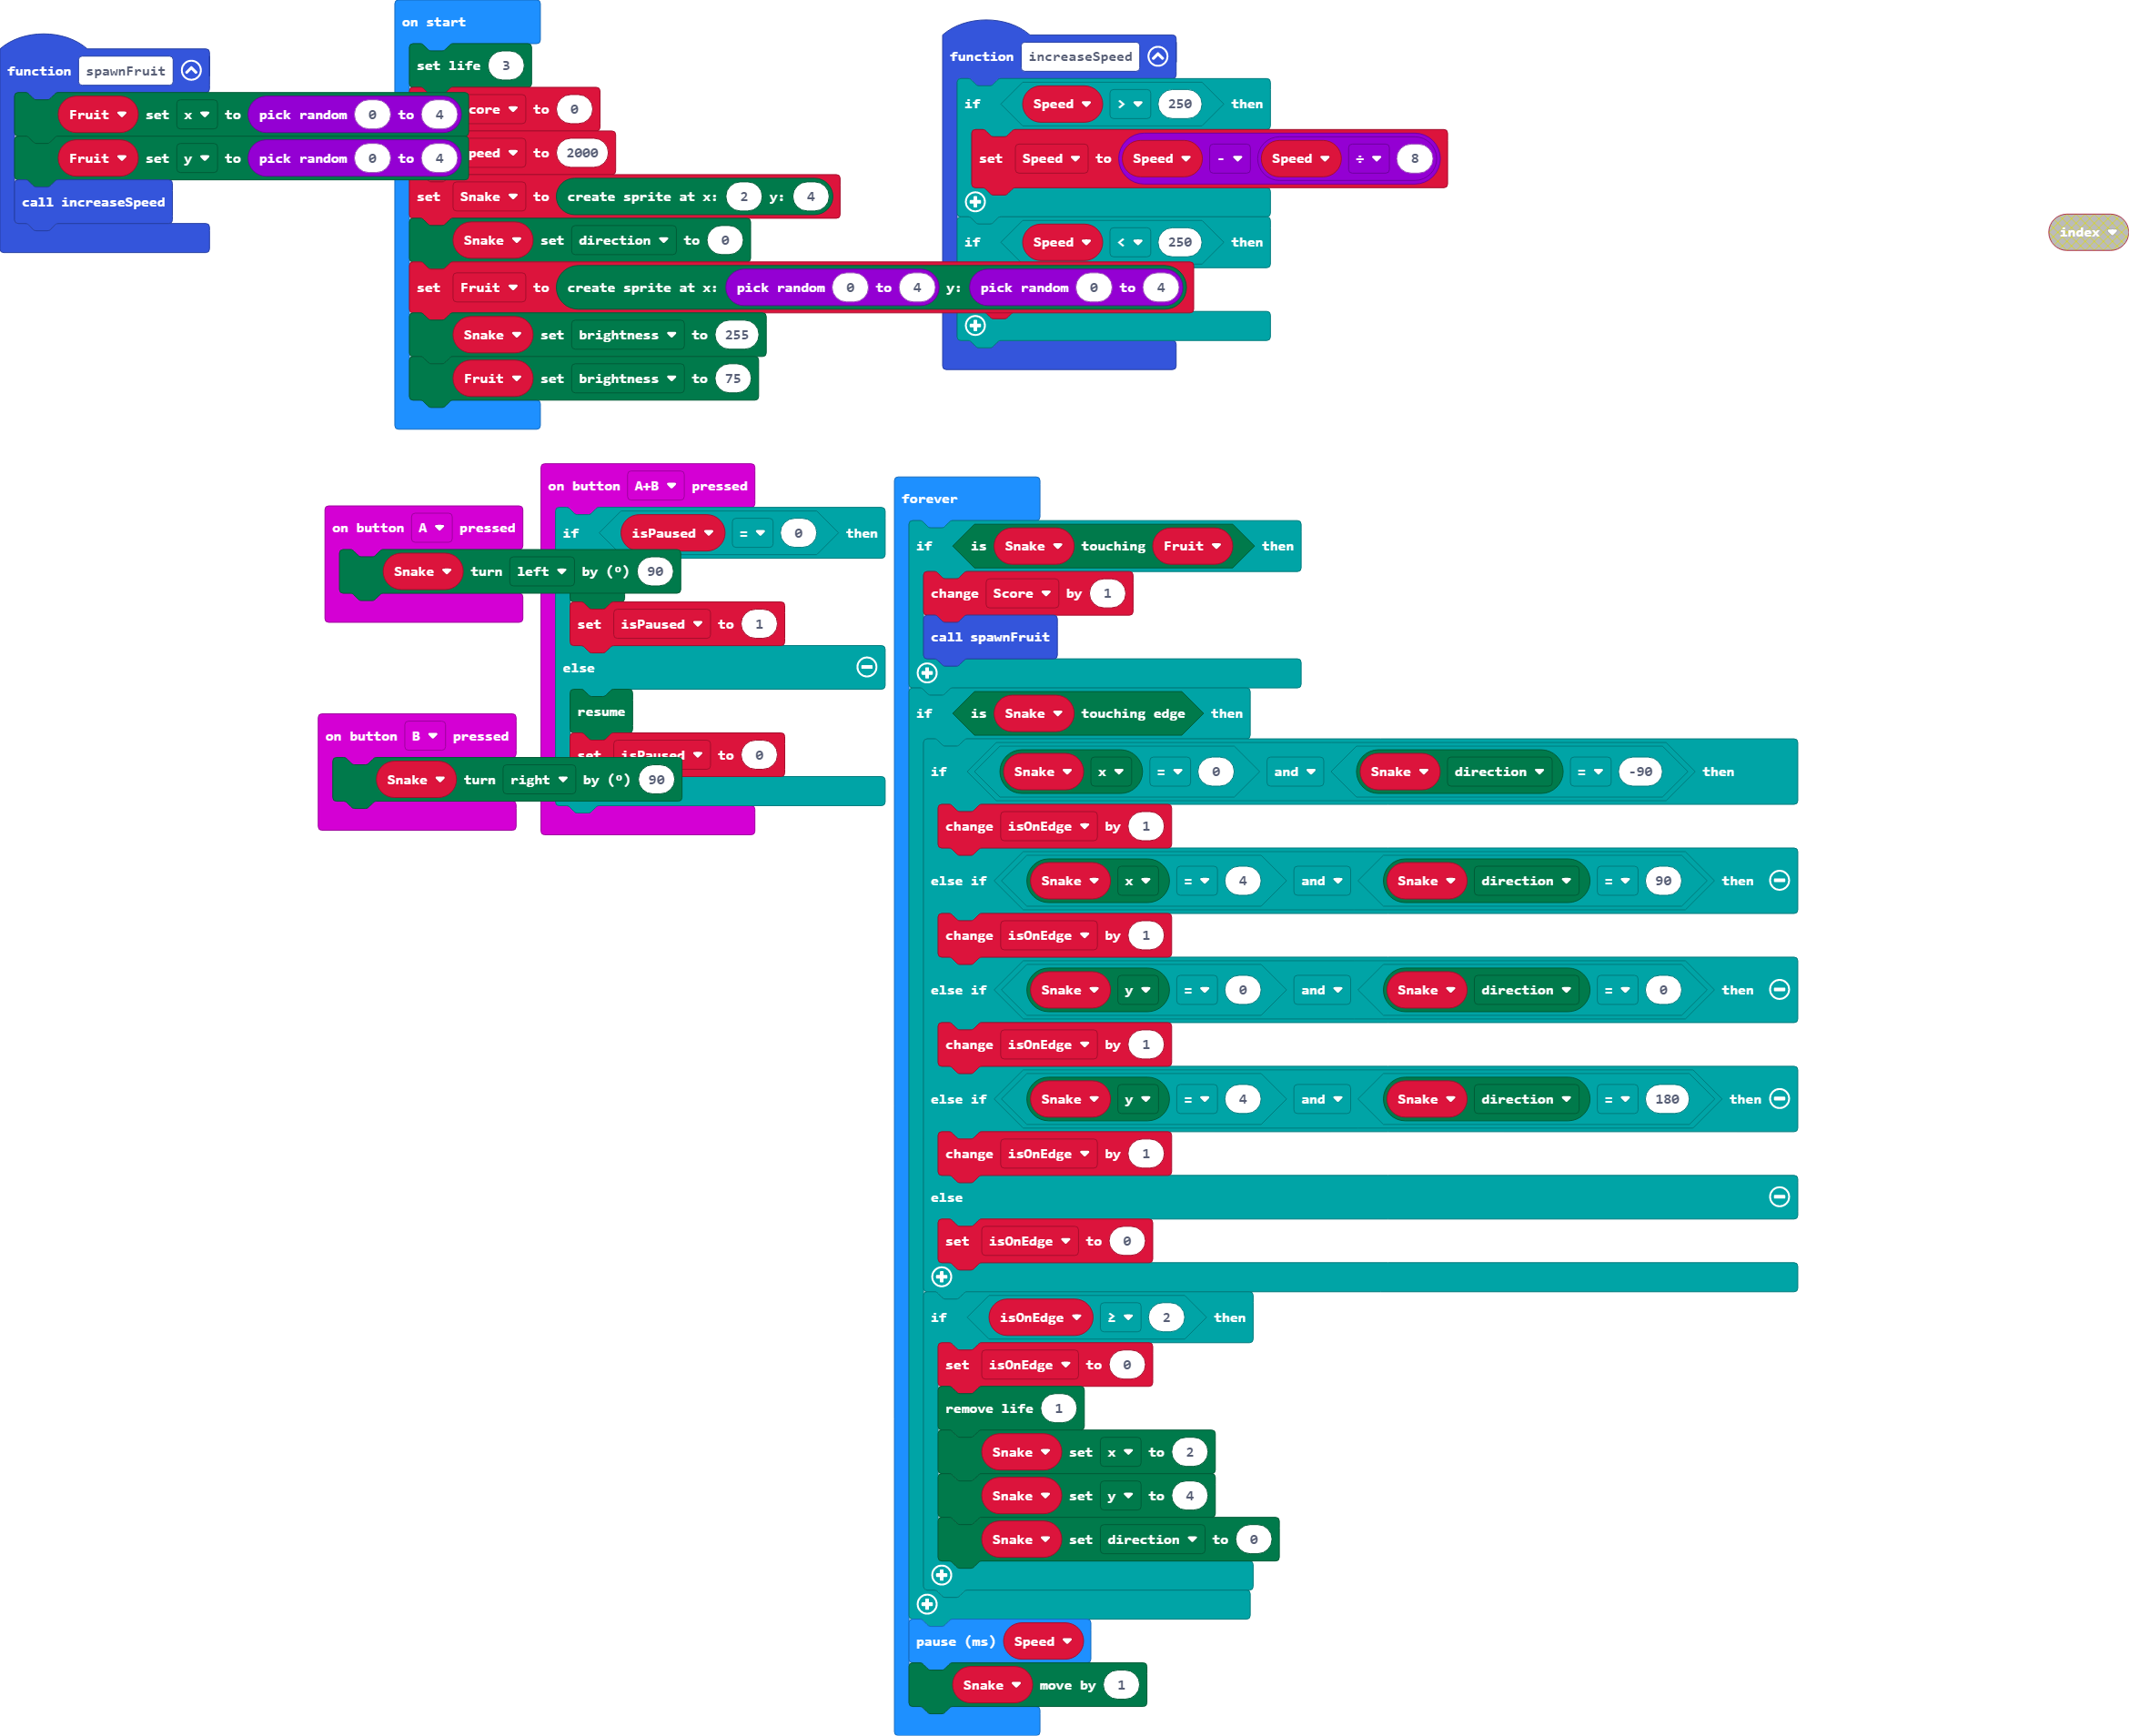 function spawnFruit
Fruit set x to pick random 0 to 4
Fruit set y to pick random 0 to 4
call increaseSpeed
on start
set life 3
core to 0
peed to 2000
set Snake to create sprite at x: 2 y: 4
Snake set direction to 0
set Fruit to create sprite at x: pick random 0 to 4 y: pick random 0 to 4
Snake set brightness to 255
Fruit set brightness to 75
function increaseSpeed
if Speed > 250 then
set Speed to Speed - Speed ÷ 8
if Speed < 250 then
index
on button A pressed
Snake turn left by (º) 90
on button B pressed
Snake turn right by (º) 90
on button A+B pressed
if isPaused = 0 then
set isPaused to 1
else
resume
set isPaused to 0
forever
if is Snake touching Fruit then
change Score by 1
call spawnFruit
if is Snake touching edge then
if Snake x = 0 and Snake direction = -90 then
change isOnEdge by 1
else if Snake x = 4 and Snake direction = 90 then
change isOnEdge by 1
else if Snake y = 0 and Snake direction = 0 then
change isOnEdge by 1
else if Snake y = 4 and Snake direction = 180 then
change isOnEdge by 1
else
set isOnEdge to 0
if isOnEdge ≥ 2 then
set isOnEdge to 0
remove life 1
Snake set x to 2
Snake set y to 4
Snake set direction to 0
pause (ms) Speed
Snake move by 1